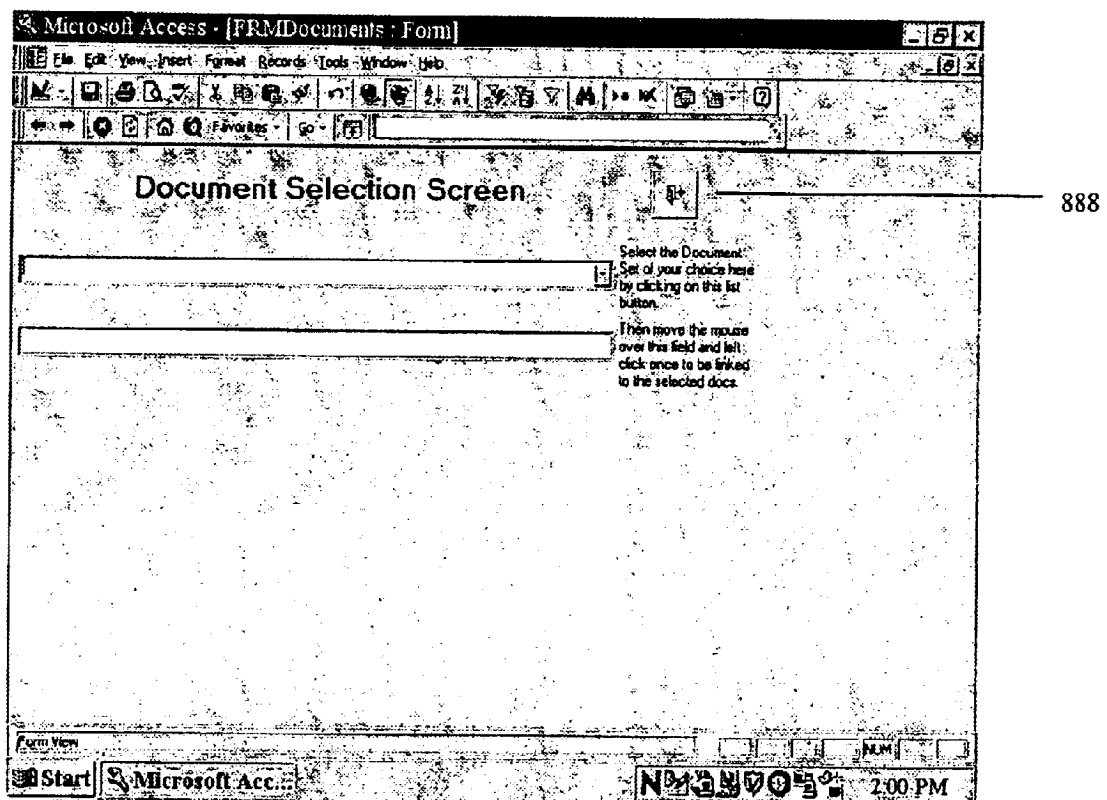 Microsoft Access - [FRMDocuments : Form]
File Edit View Insert Format Records Tools Window Help
Favorites Go
Document Selection Screen
888
Select the Document
Set of your choice here
by clicking on this list
button.
Then move the mouse
over this field and left
click once to be linked
to the selected docs.
Form View
NUM
Start Microsoft Acc...
2:00 PM